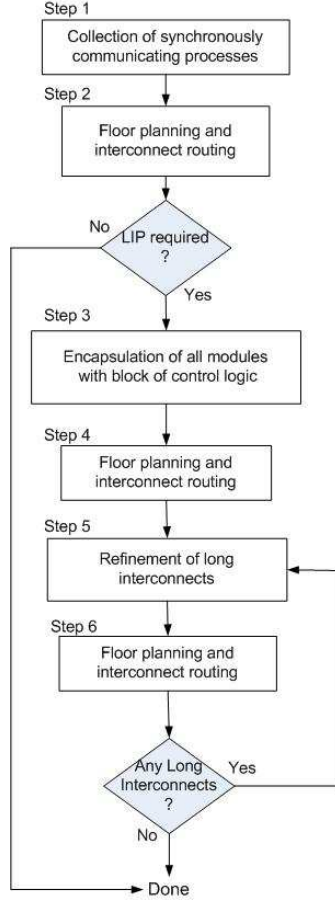 Step 1
Collection of synchronously
communicating processes
Step 2
Floor planning and
interconnect routing
No
LIP required
?
Yes
Step 3
Encapsulation of all modules
with block of control logic
Step 4
Floor planning and
interconnect routing
Step 5
Refinement of long
interconnects
Step 6
Floor planning and
interconnect routing
Any Long
Interconnects
?
Yes
No
Done